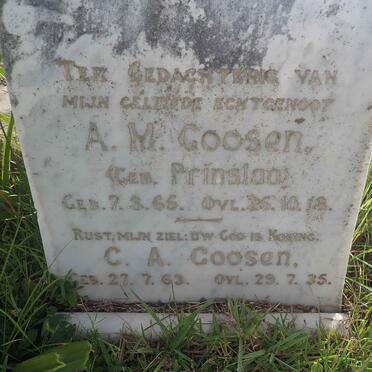 TER GEDACHTENIS VAN
MIJN GELIEFDE ECHTGENOOT
A. M. Goosen,
(GEB. Prinsloo)
GEB. 7.3.66. OVL. 26.10.18.
RUST, MIJN ZIEL: UW GOD IS KONING.
C. A. Goosen,
GEB. 27.7.63. OVL. 29.7.35.